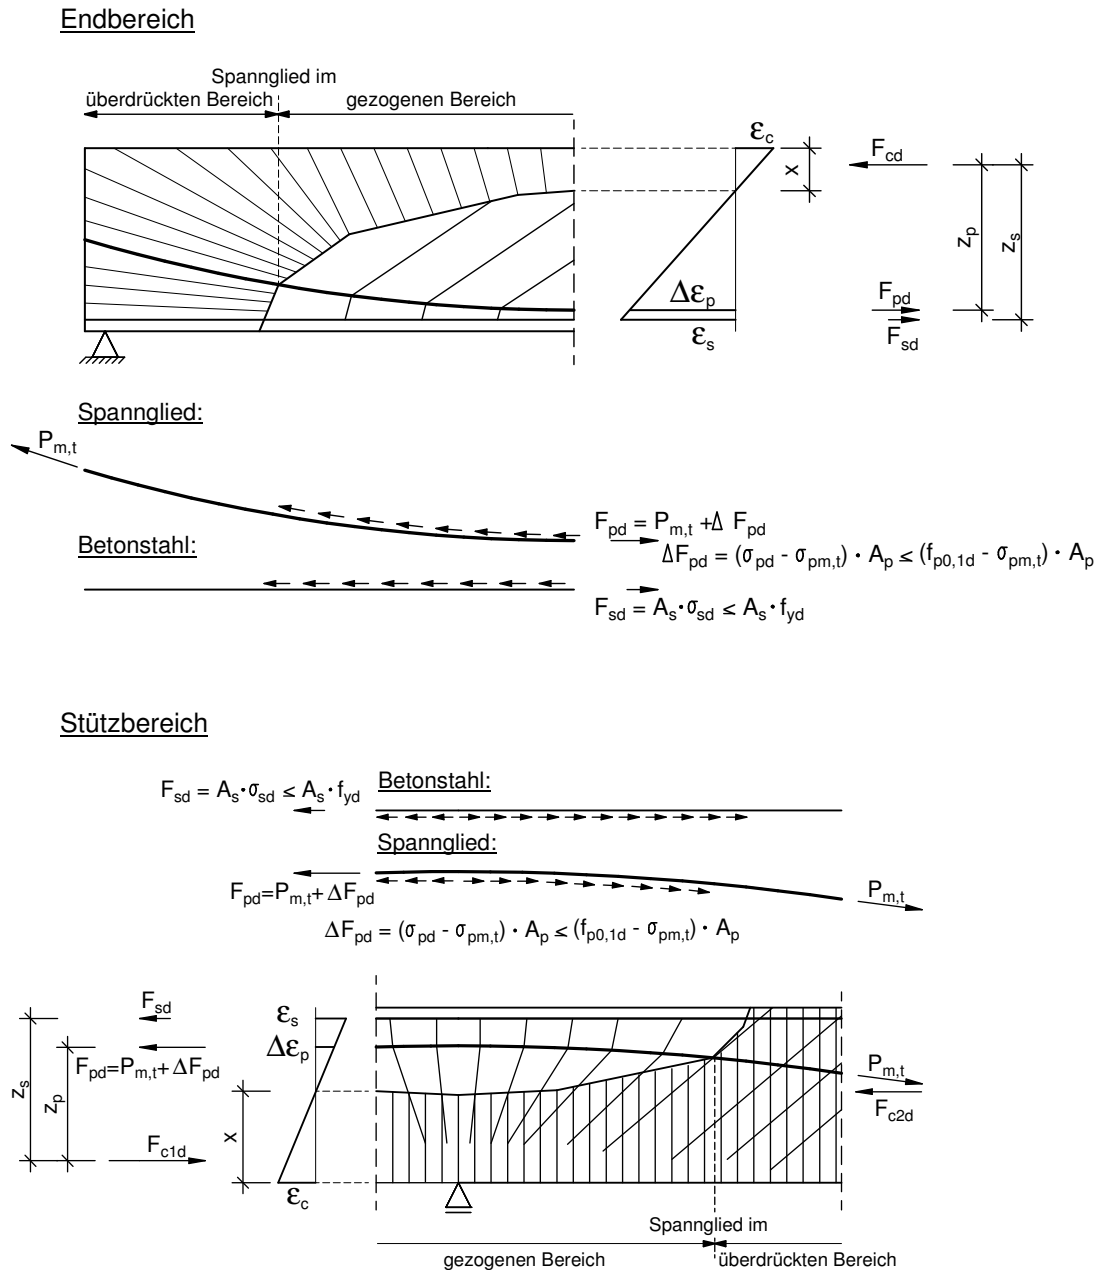 Endbereich
Spannglied im
überdrückten Bereich
gezogenen Bereich
εc
x
Fcd
zp
zs
Δεp
εs
Fpd
Fsd
Spannglied:
Pm,t
Fpd = Pm,t +Δ Fpd
ΔFpd = (σpd - σpm,t) · Ap ≤ (fp0,1d - σpm,t) · Ap
Betonstahl:
Fsd = As·σsd ≤ As·fyd
Stützbereich
Fsd = As·σsd ≤ As·fyd
Betonstahl:
Spannglied:
Fpd=Pm,t+ΔFpd
Pm,t
ΔFpd = (σpd - σpm,t) · Ap ≤ (fp0,1d - σpm,t) · Ap
Fsd
εs
Δεp
Fpd=Pm,t+ΔFpd
Pm,t
zs
zp
x
Fc2d
Fc1d
εc
Spannglied im
gezogenen Bereich
überdrückten Bereich